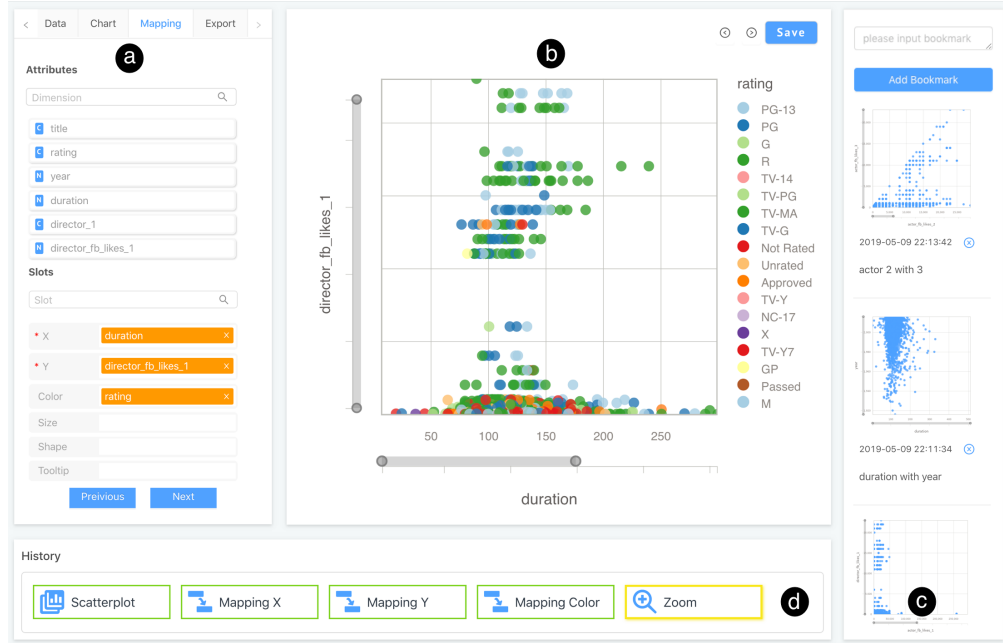 Data Chart Mapping Export
a
Attributes
Dimension
C title
C rating
N year
N duration
C director_1
N director_fb_likes_1
Slots
Slot
* X duration x
* Y director_fb_likes_1 x
Color rating x
Size
Shape
Tooltip
Preivious Next
b
Save
director_fb_likes_1
50 100 150 200 250
duration
rating
PG-13
PG
G
R
TV-14
TV-PG
TV-MA
TV-G
Not Rated
Unrated
Approved
TV-Y
NC-17
X
TV-Y7
GP
Passed
M
please input bookmark
Add Bookmark
2019-05-09 22:13:42
actor 2 with 3
year
duration
2019-05-09 22:11:34
duration with year
c
History
Scatterplot Mapping X Mapping Y Mapping Color Zoom
d